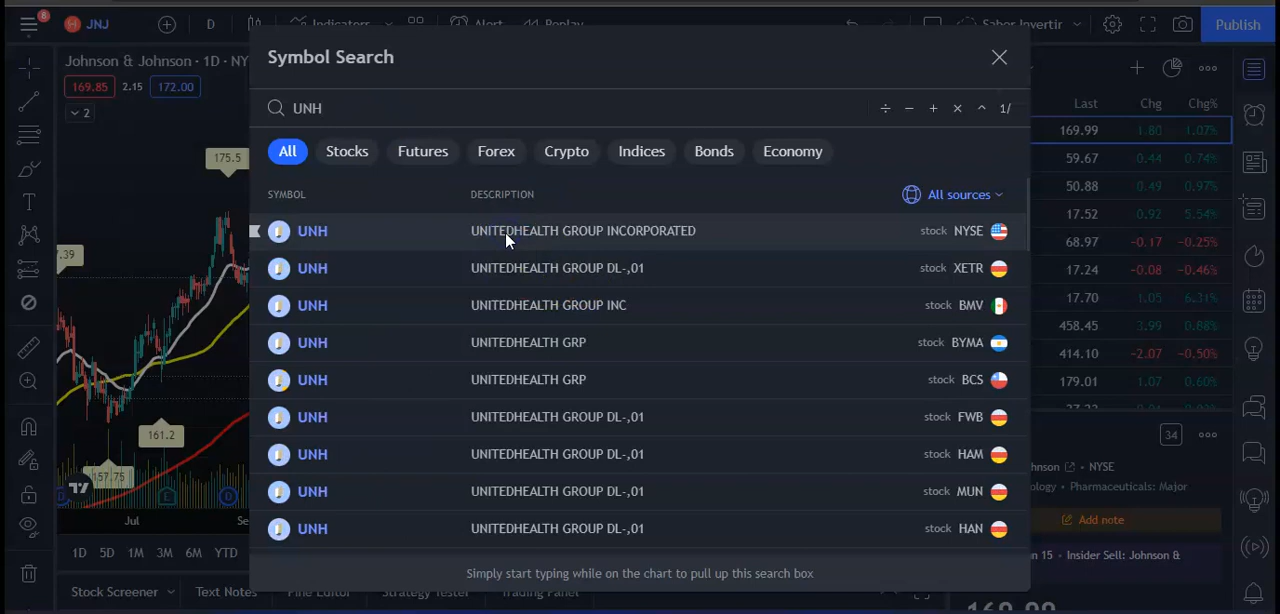 8
JNJ
D
Indicators
Alert
Replay
Saber Invertir
Publish
Johnson & Johnson · 1D · NY
169.85 2.15 172.00
2
175.5
.39
161.2
157.75
Jul
Se
1D 5D 1M 3M 6M YTD
Stock Screener
Text Notes
Pine Editor
Strategy Tester
Trading Panel
Symbol Search
UNH
÷ − + × ^ 1/
All Stocks Futures Forex Crypto Indices Bonds Economy
SYMBOL DESCRIPTION All sources
UNH UNITEDHEALTH GROUP INCORPORATED stock NYSE
UNH UNITEDHEALTH GROUP DL-,01 stock XETR
UNH UNITEDHEALTH GROUP INC stock BMV
UNH UNITEDHEALTH GRP stock BYMA
UNH UNITEDHEALTH GRP stock BCS
UNH UNITEDHEALTH GROUP DL-,01 stock FWB
UNH UNITEDHEALTH GROUP DL-,01 stock HAM
UNH UNITEDHEALTH GROUP DL-,01 stock MUN
UNH UNITEDHEALTH GROUP DL-,01 stock HAN
Simply start typing while on the chart to pull up this search box
Last Chg Chg%
169.99 1.80 1.07%
59.67 0.44 0.74%
50.88 0.49 0.97%
17.52 0.92 5.54%
68.97 -0.17 -0.25%
17.24 -0.08 -0.46%
17.70 1.05 6.31%
458.45 3.99 0.88%
414.10 -2.07 -0.50%
179.01 1.07 0.60%
34
hnson · NYSE
ology · Pharmaceuticals: Major
Add note
n 15 · Insider Sell: Johnson &
169.99